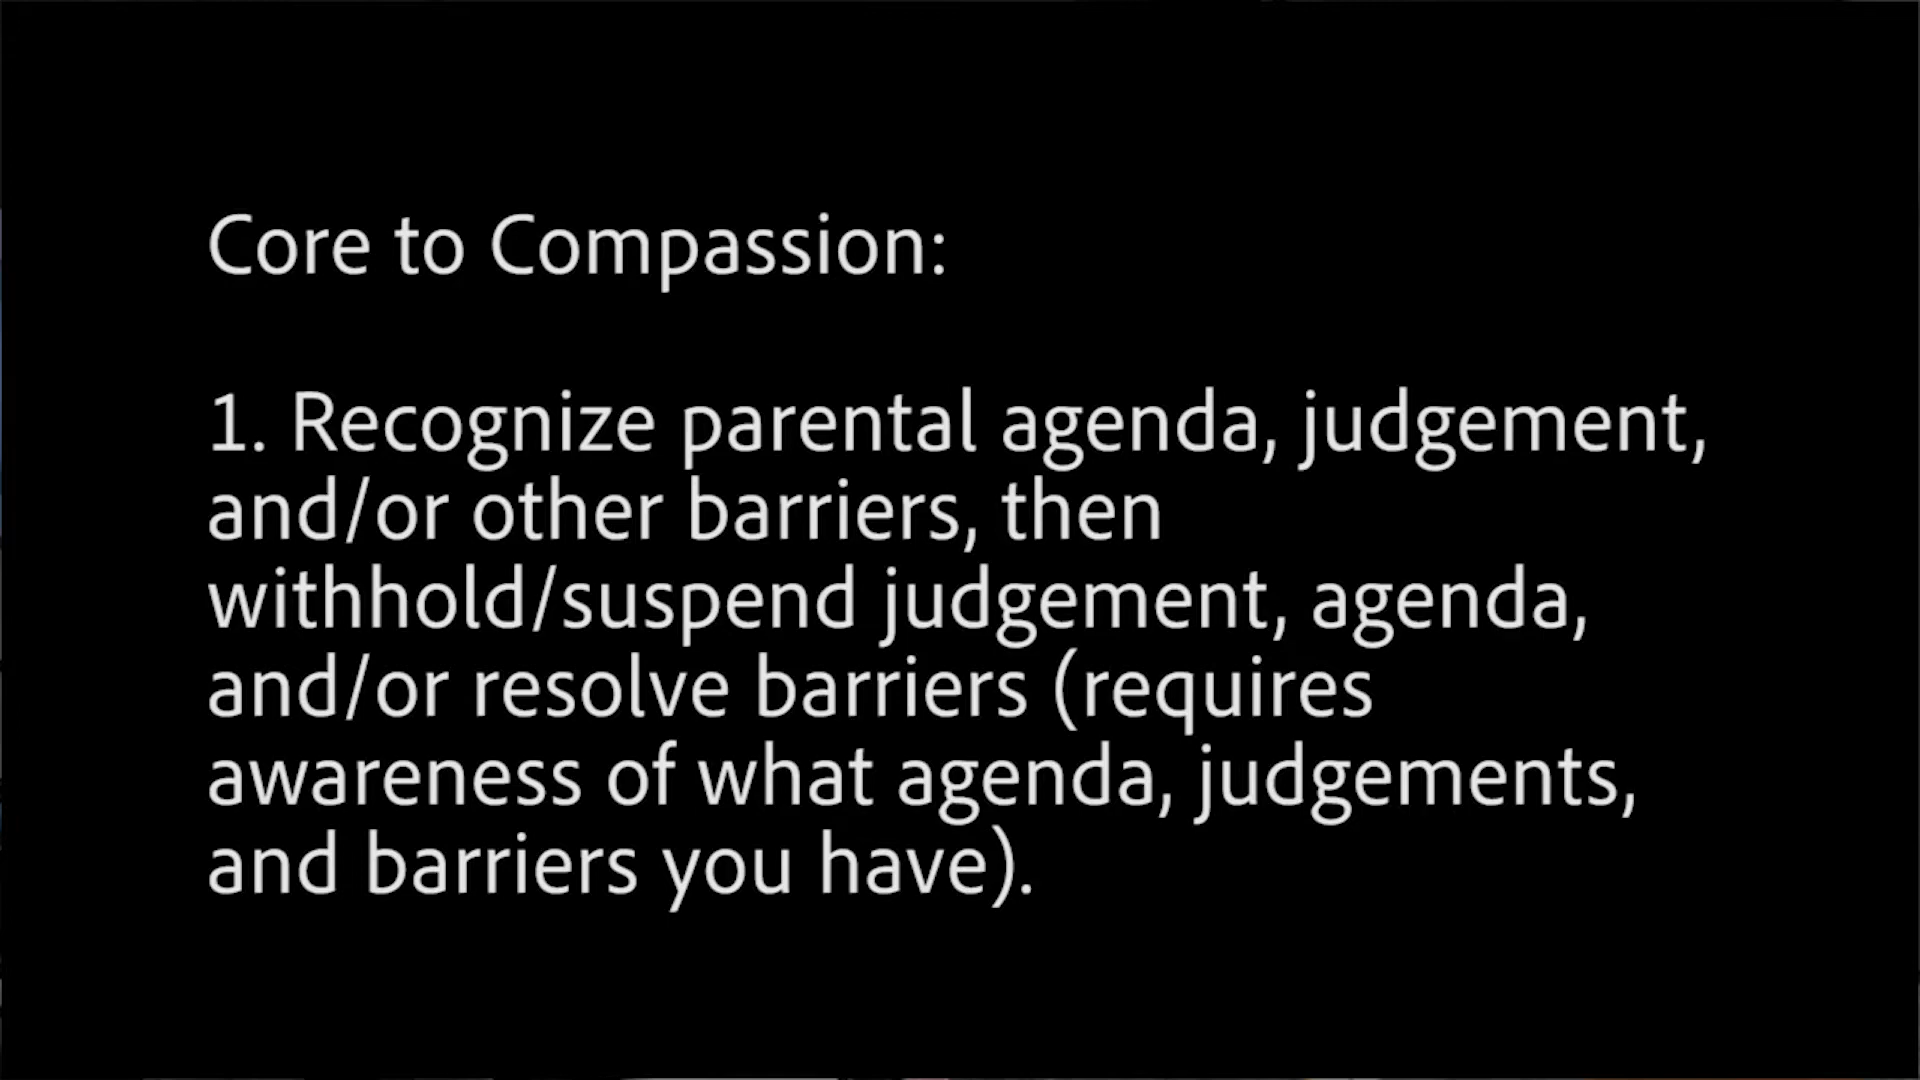 Core to Compassion:
1. Recognize parental agenda, judgement,
and/or other barriers, then
withhold/suspend judgement, agenda,
and/or resolve barriers (requires
awareness of what agenda, judgements,
and barriers you have).